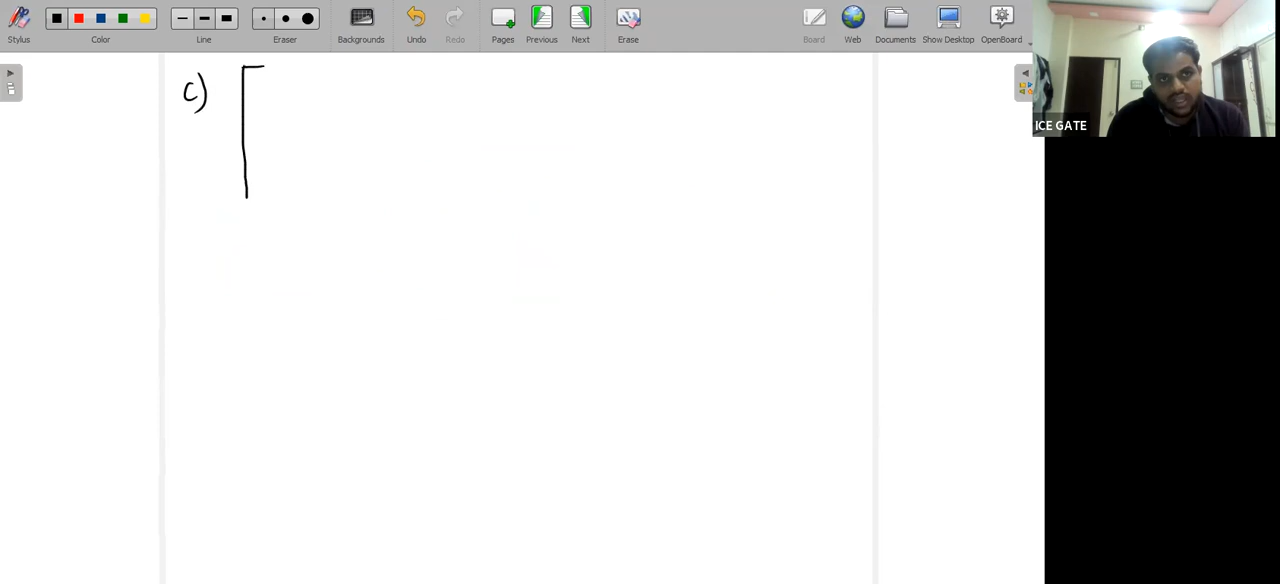 Stylus
Color
Line
Eraser
Backgrounds
Undo
Redo
Pages
Previous
Next
Erase
Board
Web
Documents
Show Desktop
OpenBoard
c) [
ICE GATE